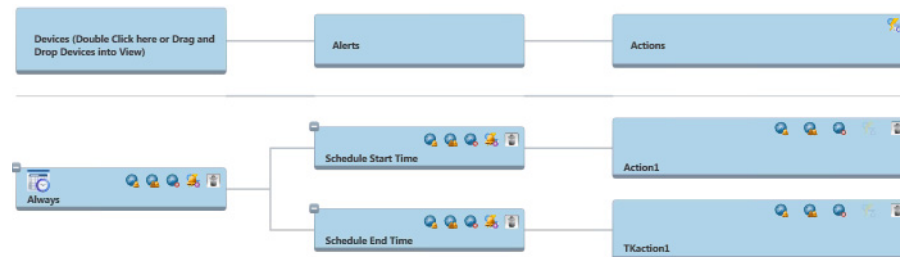 Devices (Double Click here or Drag and
Drop Devices into View)
Alerts
Actions
Schedule Start Time
Action1
Always
Schedule End Time
TKaction1